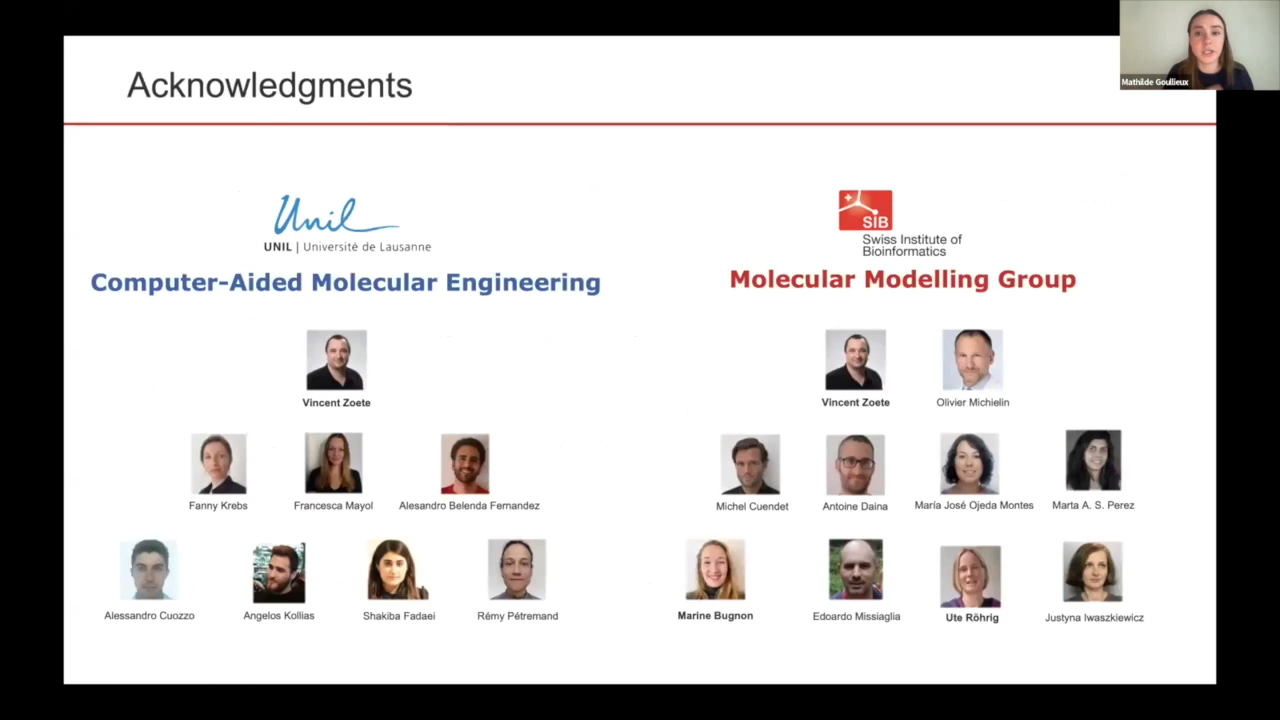 Acknowledgments
Mathilde Goullieux
Unil
UNIL | Université de Lausanne
Computer-Aided Molecular Engineering
SIB
Swiss Institute of
Bioinformatics
Molecular Modelling Group
Vincent Zoete
Fanny Krebs
Francesca Mayol
Alesandro Belenda Fernandez
Alessandro Cuozzo
Angelos Kollias
Shakiba Fadaei
Rémy Pétremand
Vincent Zoete
Olivier Michielin
Michel Cuendet
Antoine Daina
María José Ojeda Montes
Marta A. S. Perez
Marine Bugnon
Edoardo Missiaglia
Ute Röhrig
Justyna Iwaszkiewicz